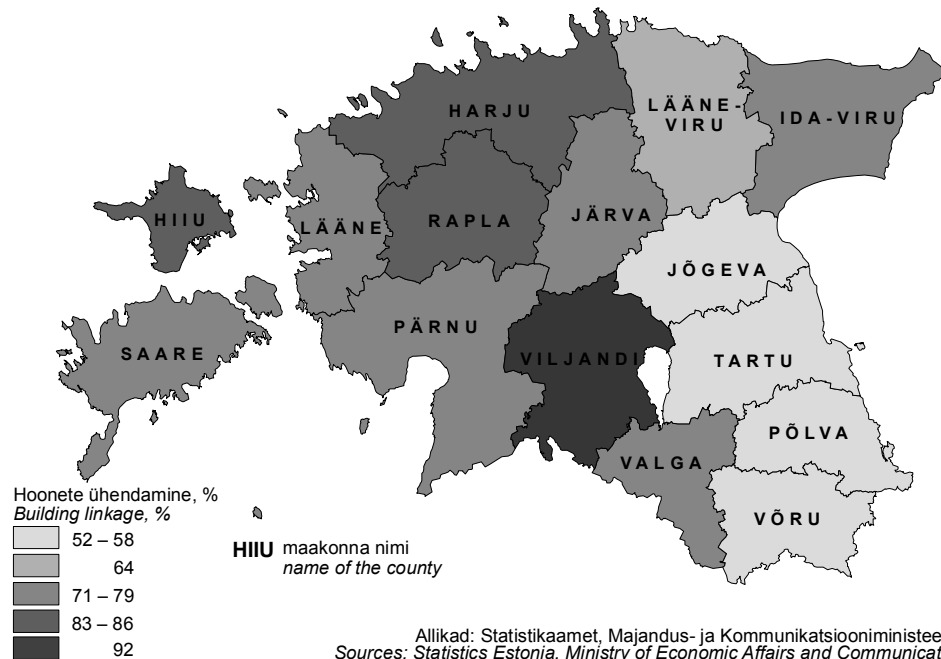 HARJU
LÄÄNE-
VIRU
IDA-VIRU
HIIU
LÄÄNE
RAPLA
JÄRVA
JÕGEVA
PÄRNU
SAARE
VILJANDI
TARTU
PÕLVA
VALGA
VÕRU
Hoonete ühendamine, %
Building linkage, %
52 – 58
64
71 – 79
83 – 86
92
HIIU maakonna nimi
name of the county
Allikad: Statistikaamet, Majandus- ja Kommunikatsiooniministee
Sources: Statistics Estonia, Ministry of Economic Affairs and Communicat